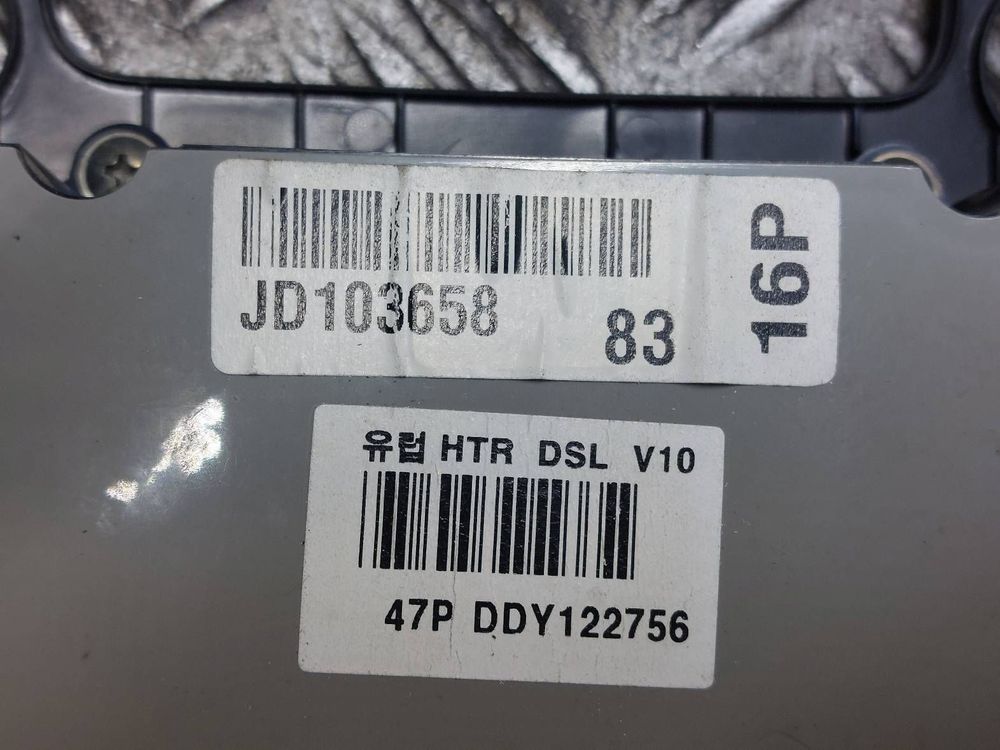 JD103658
83
16P
유럽 HTR DSL V10
47P DDY122756